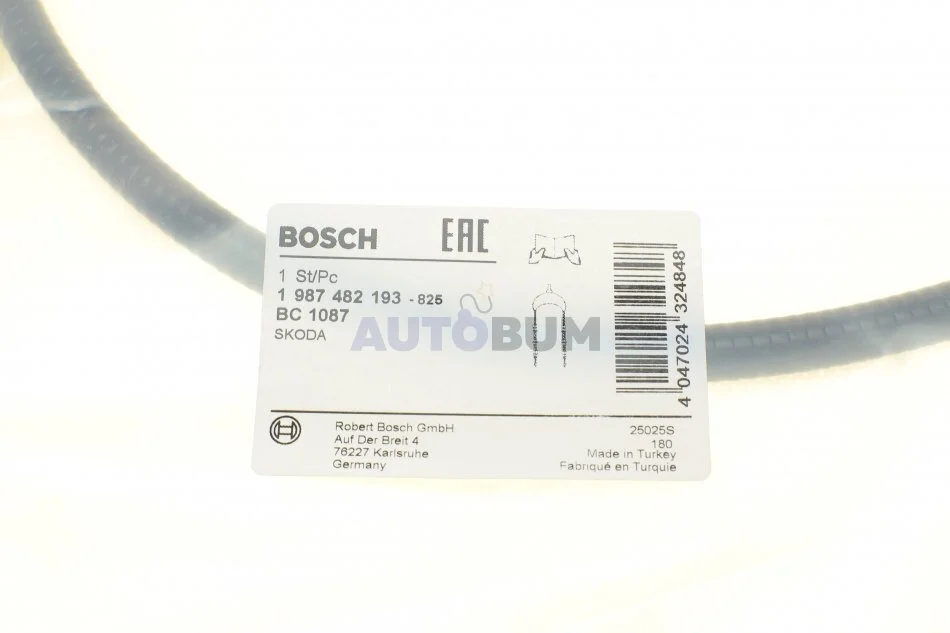 BOSCH
EAC
1 St/Pc
1 987 482 193 - 825
BC 1087
SKODA
AUTOBUM
4 047024 324848
Robert Bosch GmbH
Auf Der Breit 4
76227 Karlsruhe
Germany
25025S
180
Made in Turkey
Fabriqué en Turquie